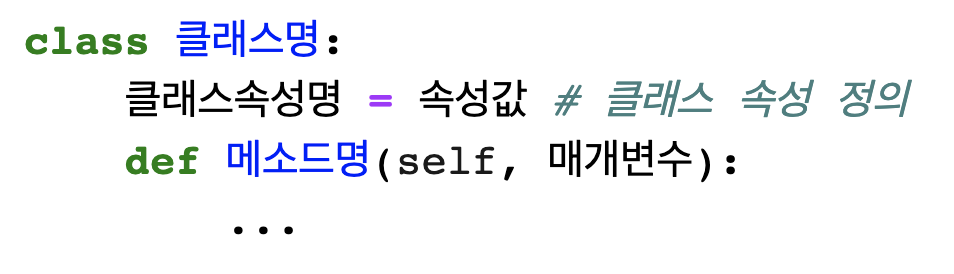 class 클래스명:
    클래스속성명 = 속성값 # 클래스 속성 정의
    def 메소드명(self, 매개변수):
        ...